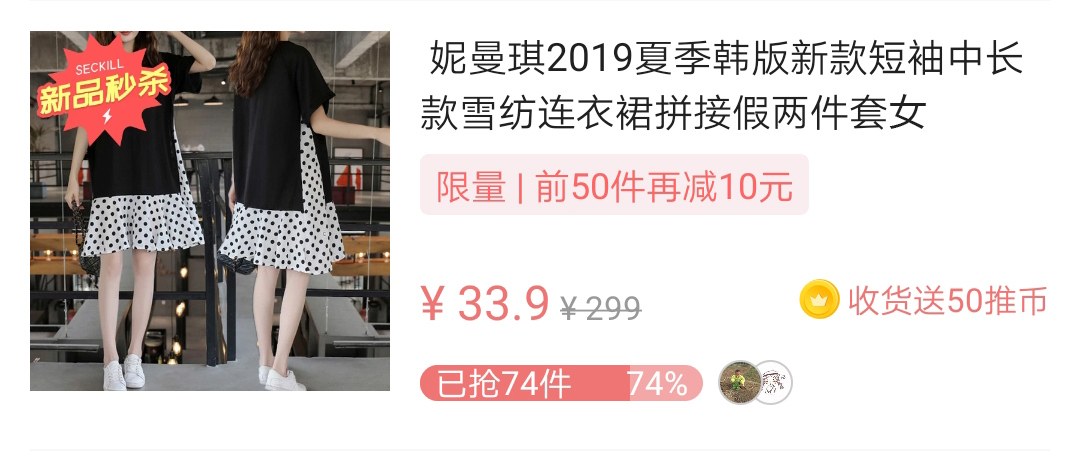 SECKILL
新品秒杀
妮曼琪2019夏季韩版新款短袖中长
款雪纺连衣裙拼接假两件套女
限量 | 前50件再减10元
¥ 33.9 ¥ 299
收货送50推币
已抢74件 74%